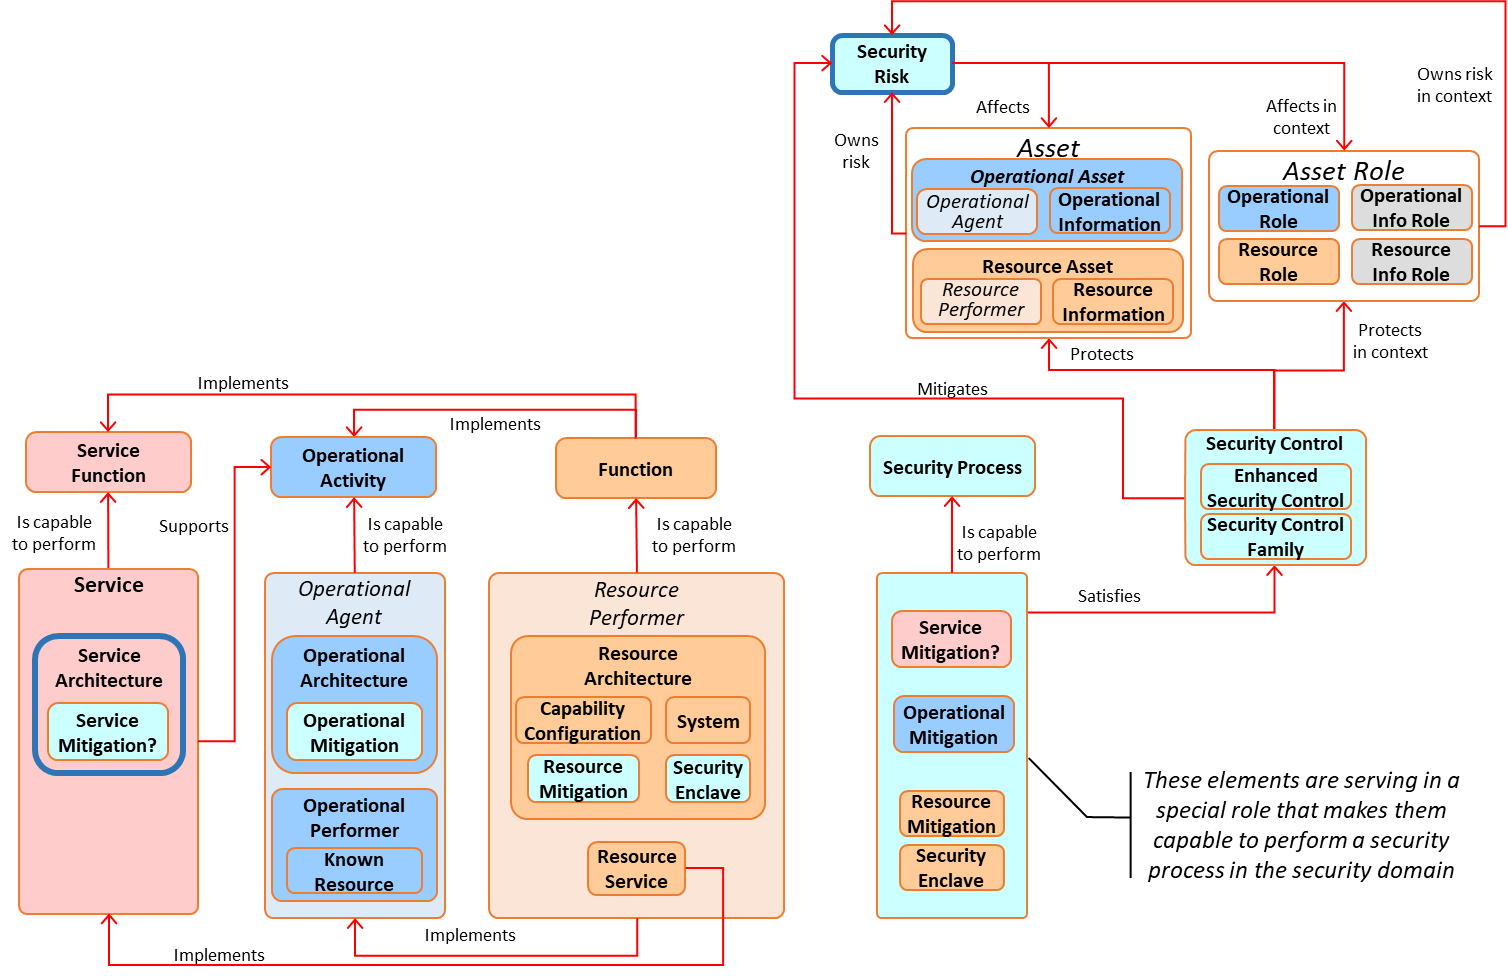 Security
Risk
Owns risk
in context
Affects
Affects in
context
Owns
risk
Asset
Operational Asset
Operational
Agent
Operational
Information
Resource Asset
Resource
Performer
Resource
Information
Asset Role
Operational
Role
Operational
Info Role
Resource
Role
Resource
Info Role
Protects
Protects
in context
Mitigates
Implements
Implements
Service
Function
Operational
Activity
Function
Security Process
Security Control
Enhanced
Security Control
Security Control
Family
Is capable
to perform
Supports
Is capable
to perform
Is capable
to perform
Is capable
to perform
Satisfies
Service
Service
Architecture
Service
Mitigation?
Operational
Agent
Operational
Architecture
Operational
Mitigation
Operational
Performer
Known
Resource
Resource
Performer
Resource
Architecture
Capability
Configuration
System
Resource
Mitigation
Security
Enclave
Resource
Service
Service
Mitigation?
Operational
Mitigation
Resource
Mitigation
Security
Enclave
These elements are serving in a
special role that makes them
capable to perform a security
process in the security domain
Implements
Implements